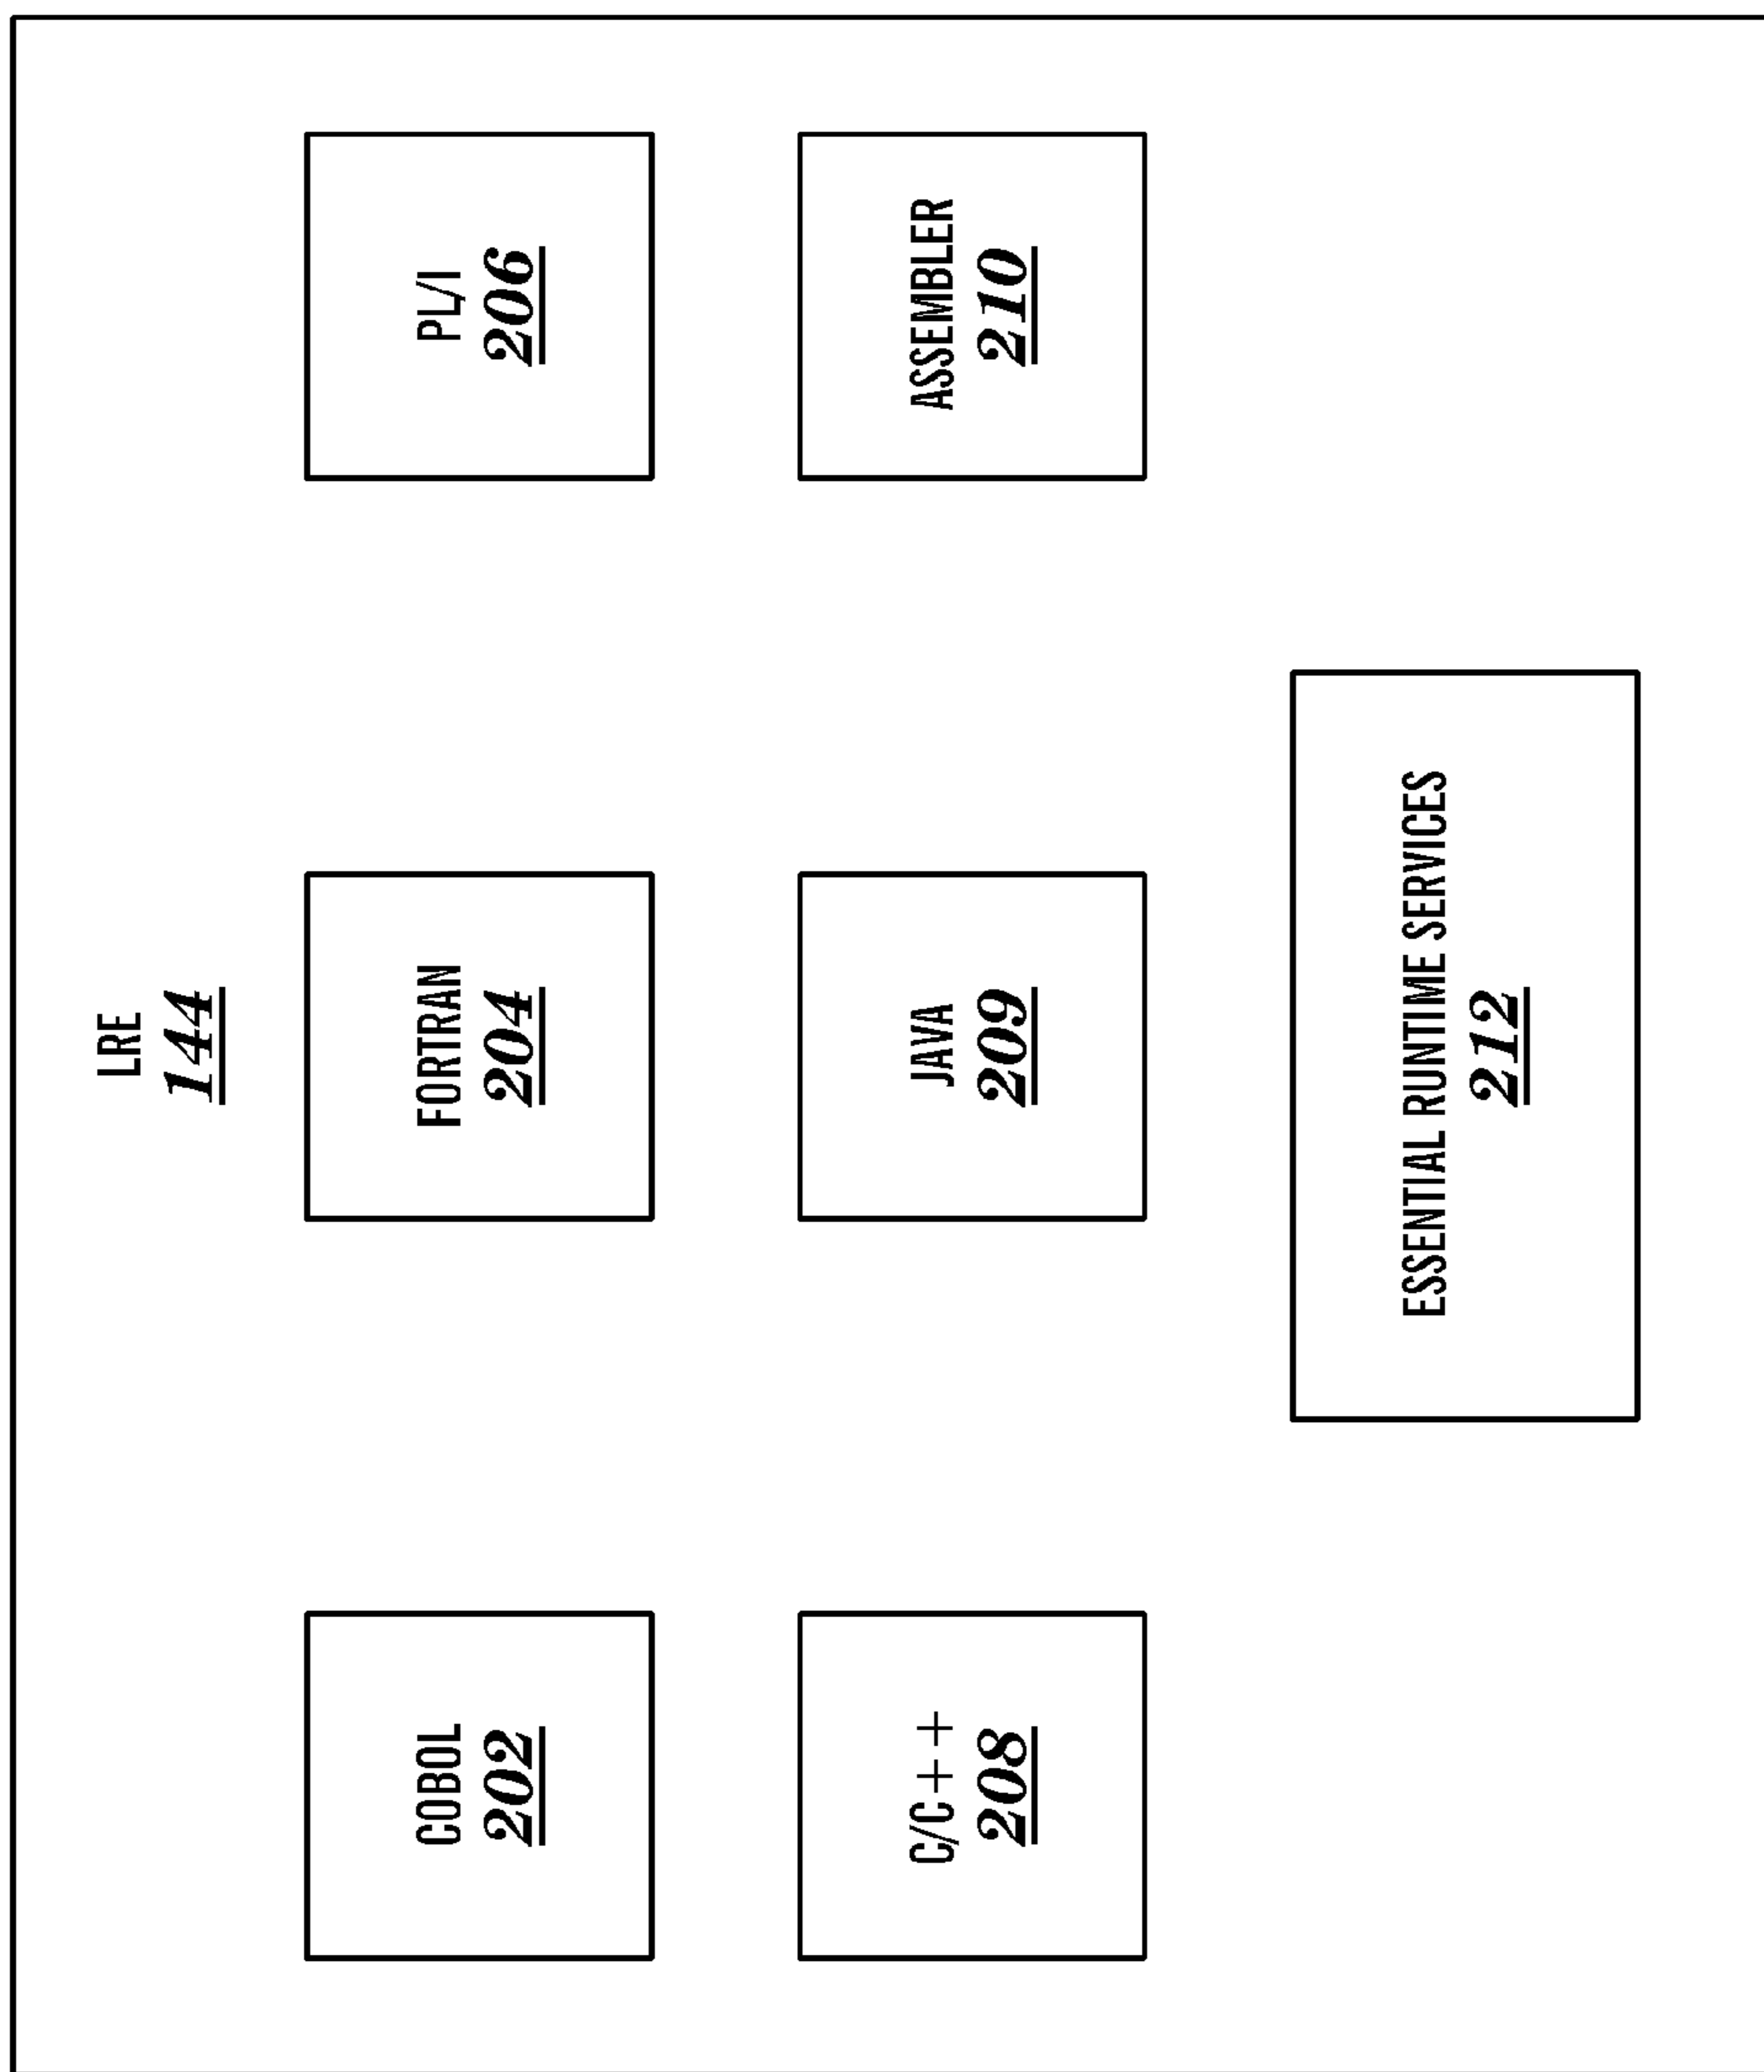 LRE
144
COBOL
202
FORTRAN
204
PL/I
206
C/C++
208
JAVA
209
ASSEMBLER
210
ESSENTIAL RUNTIME SERVICES
212